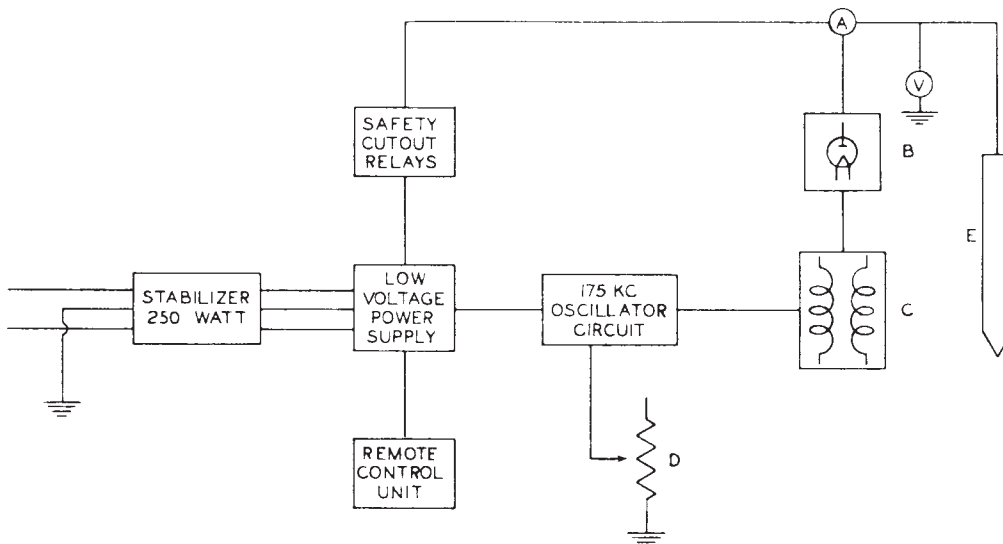 A
SAFETY
CUTOUT
RELAYS
V
B
E
STABILIZER
250 WATT
LOW
VOLTAGE
POWER
SUPPLY
175 KC
OSCILLATOR
CIRCUIT
C
REMOTE
CONTROL
UNIT
D